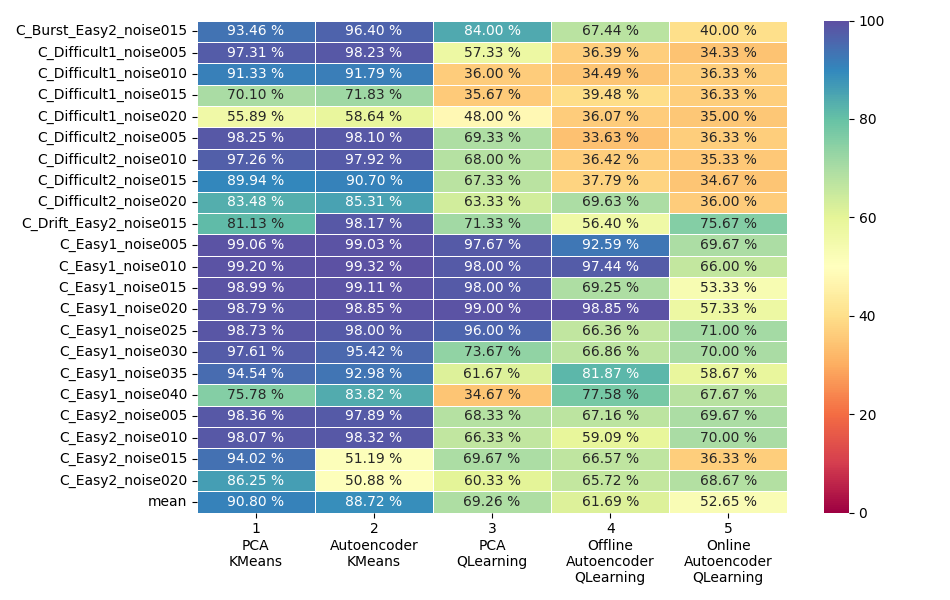 C_Burst_Easy2_noise015 93.46 % 96.40 % 84.00 % 67.44 % 40.00 %
C_Difficult1_noise005 97.31 % 98.23 % 57.33 % 36.39 % 34.33 %
C_Difficult1_noise010 91.33 % 91.79 % 36.00 % 34.49 % 36.33 %
C_Difficult1_noise015 70.10 % 71.83 % 35.67 % 39.48 % 36.33 %
C_Difficult1_noise020 55.89 % 58.64 % 48.00 % 36.07 % 35.00 %
C_Difficult2_noise005 98.25 % 98.10 % 69.33 % 33.63 % 36.33 %
C_Difficult2_noise010 97.26 % 97.92 % 68.00 % 36.42 % 35.33 %
C_Difficult2_noise015 89.94 % 90.70 % 67.33 % 37.79 % 34.67 %
C_Difficult2_noise020 83.48 % 85.31 % 63.33 % 69.63 % 36.00 %
C_Drift_Easy2_noise015 81.13 % 98.17 % 71.33 % 56.40 % 75.67 %
C_Easy1_noise005 99.06 % 99.03 % 97.67 % 92.59 % 69.67 %
C_Easy1_noise010 99.20 % 99.32 % 98.00 % 97.44 % 66.00 %
C_Easy1_noise015 98.99 % 99.11 % 98.00 % 69.25 % 53.33 %
C_Easy1_noise020 98.79 % 98.85 % 99.00 % 98.85 % 57.33 %
C_Easy1_noise025 98.73 % 98.00 % 96.00 % 66.36 % 71.00 %
C_Easy1_noise030 97.61 % 95.42 % 73.67 % 66.86 % 70.00 %
C_Easy1_noise035 94.54 % 92.98 % 61.67 % 81.87 % 58.67 %
C_Easy1_noise040 75.78 % 83.82 % 34.67 % 77.58 % 67.67 %
C_Easy2_noise005 98.36 % 97.89 % 68.33 % 67.16 % 69.67 %
C_Easy2_noise010 98.07 % 98.32 % 66.33 % 59.09 % 70.00 %
C_Easy2_noise015 94.02 % 51.19 % 69.67 % 66.57 % 36.33 %
C_Easy2_noise020 86.25 % 50.88 % 60.33 % 65.72 % 68.67 %
mean 90.80 % 88.72 % 69.26 % 61.69 % 52.65 %
1
PCA
KMeans
2
Autoencoder
KMeans
3
PCA
QLearning
4
Offline
Autoencoder
QLearning
5
Online
Autoencoder
QLearning
100
80
60
40
20
0